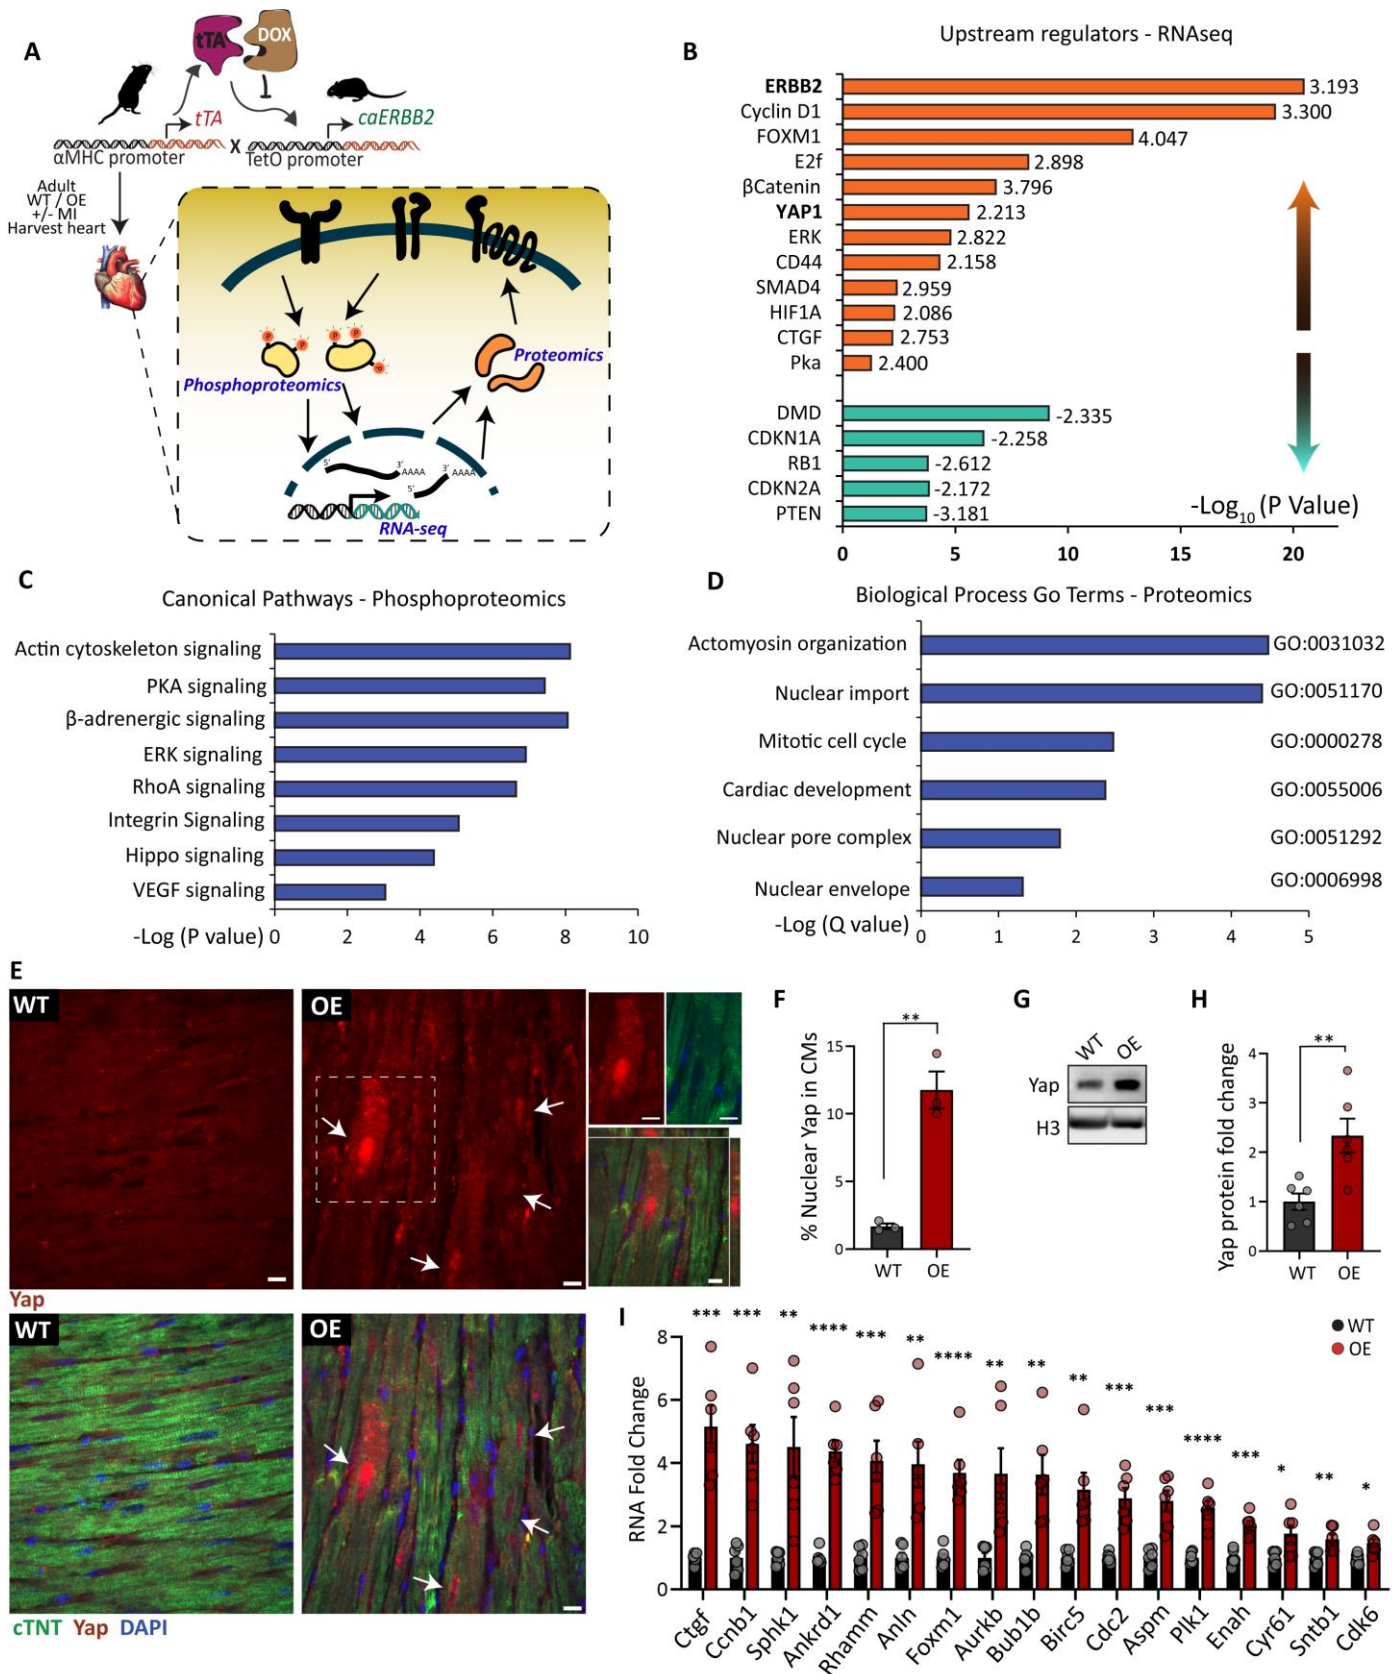 A
tTA
DOX
tTA
caERBB2
αMHC promoter
X
TetO promoter
Adult
WT / OE
+/- MI
Harvest heart
P
P
P
P
P
Phosphoproteomics
Proteomics
5'
3'
AAAA
5'
3'
AAAA
RNA-seq
B
Upstream regulators - RNAseq
ERBB2 3.193
Cyclin D1 3.300
FOXM1 4.047
E2f 2.898
βCatenin 3.796
YAP1 2.213
ERK 2.822
CD44 2.158
SMAD4 2.959
HIF1A 2.086
CTGF 2.753
Pka 2.400
DMD -2.335
CDKN1A -2.258
RB1 -2.612
CDKN2A -2.172
PTEN -3.181
-Log10 (P Value)
0 5 10 15 20
C
Canonical Pathways - Phosphoproteomics
Actin cytoskeleton signaling
PKA signaling
β-adrenergic signaling
ERK signaling
RhoA signaling
Integrin Signaling
Hippo signaling
VEGF signaling
-Log (P value) 0 2 4 6 8 10
D
Biological Process Go Terms - Proteomics
Actomyosin organization GO:0031032
Nuclear import GO:0051170
Mitotic cell cycle GO:0000278
Cardiac development GO:0055006
Nuclear pore complex GO:0051292
Nuclear envelope GO:0006998
-Log (Q value) 0 1 2 3 4 5
E
WT
OE
Yap
WT
OE
cTNT Yap DAPI
F
**
% Nuclear Yap in CMs
15
10
5
0
WT OE
G
WT OE
Yap
H3
H
**
Yap protein fold change
4
3
2
1
0
WT OE
I
*** *** ** **** *** ** **** ** ** ** *** *** **** *** * ** *
WT
OE
RNA Fold Change
8
6
4
2
0
Ctgf Ccnb1 Sphk1 Ankrd1 Rhamm Anln Foxm1 Aurkb Bub1b Birc5 Cdc2 Aspm Plk1 Enah Cyr61 Sntb1 Cdk6